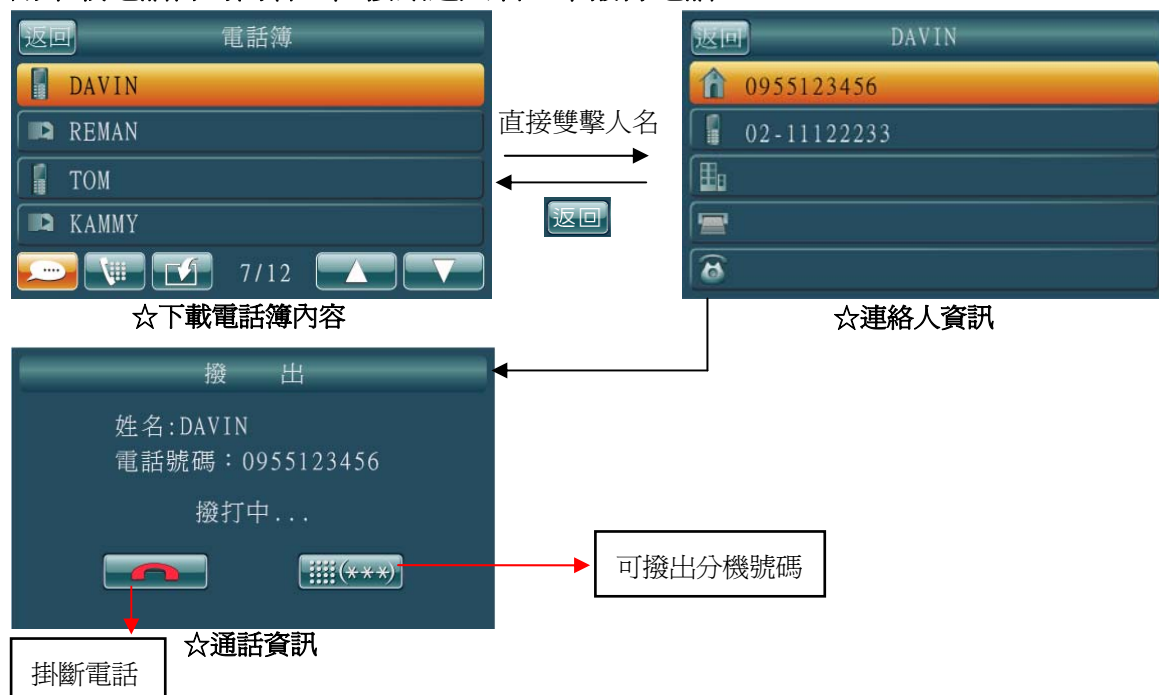 返回 電話簿
DAVIN
REMAN
TOM
KAMMY
7/12
☆下載電話簿內容
直接雙擊人名
返回
返回 DAVIN
0955123456
02-11122233
☆連絡人資訊
撥 出
姓名:DAVIN
電話號碼：0955123456
撥打中...
(***)
可撥出分機號碼
☆通話資訊
掛斷電話